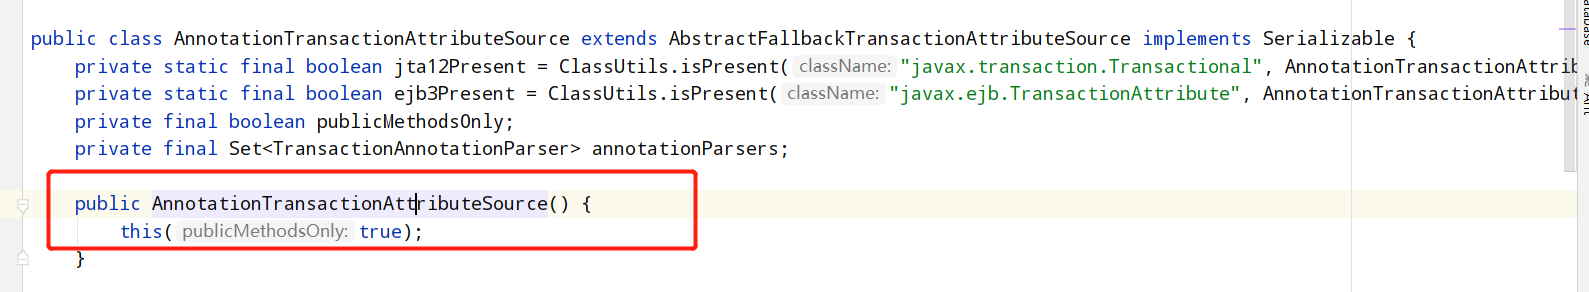 public class AnnotationTransactionAttributeSource extends AbstractFallbackTransactionAttributeSource implements Serializable {
private static final boolean jta12Present = ClassUtils.isPresent( className: "javax.transaction.Transactional", AnnotationTransactionAttrib
private static final boolean ejb3Present = ClassUtils.isPresent( className: "javax.ejb.TransactionAttribute", AnnotationTransactionAttribut
private final boolean publicMethodsOnly;
private final Set<TransactionAnnotationParser> annotationParsers;
public AnnotationTransactionAttributeSource() {
this( publicMethodsOnly: true);
}
atabase
Ant